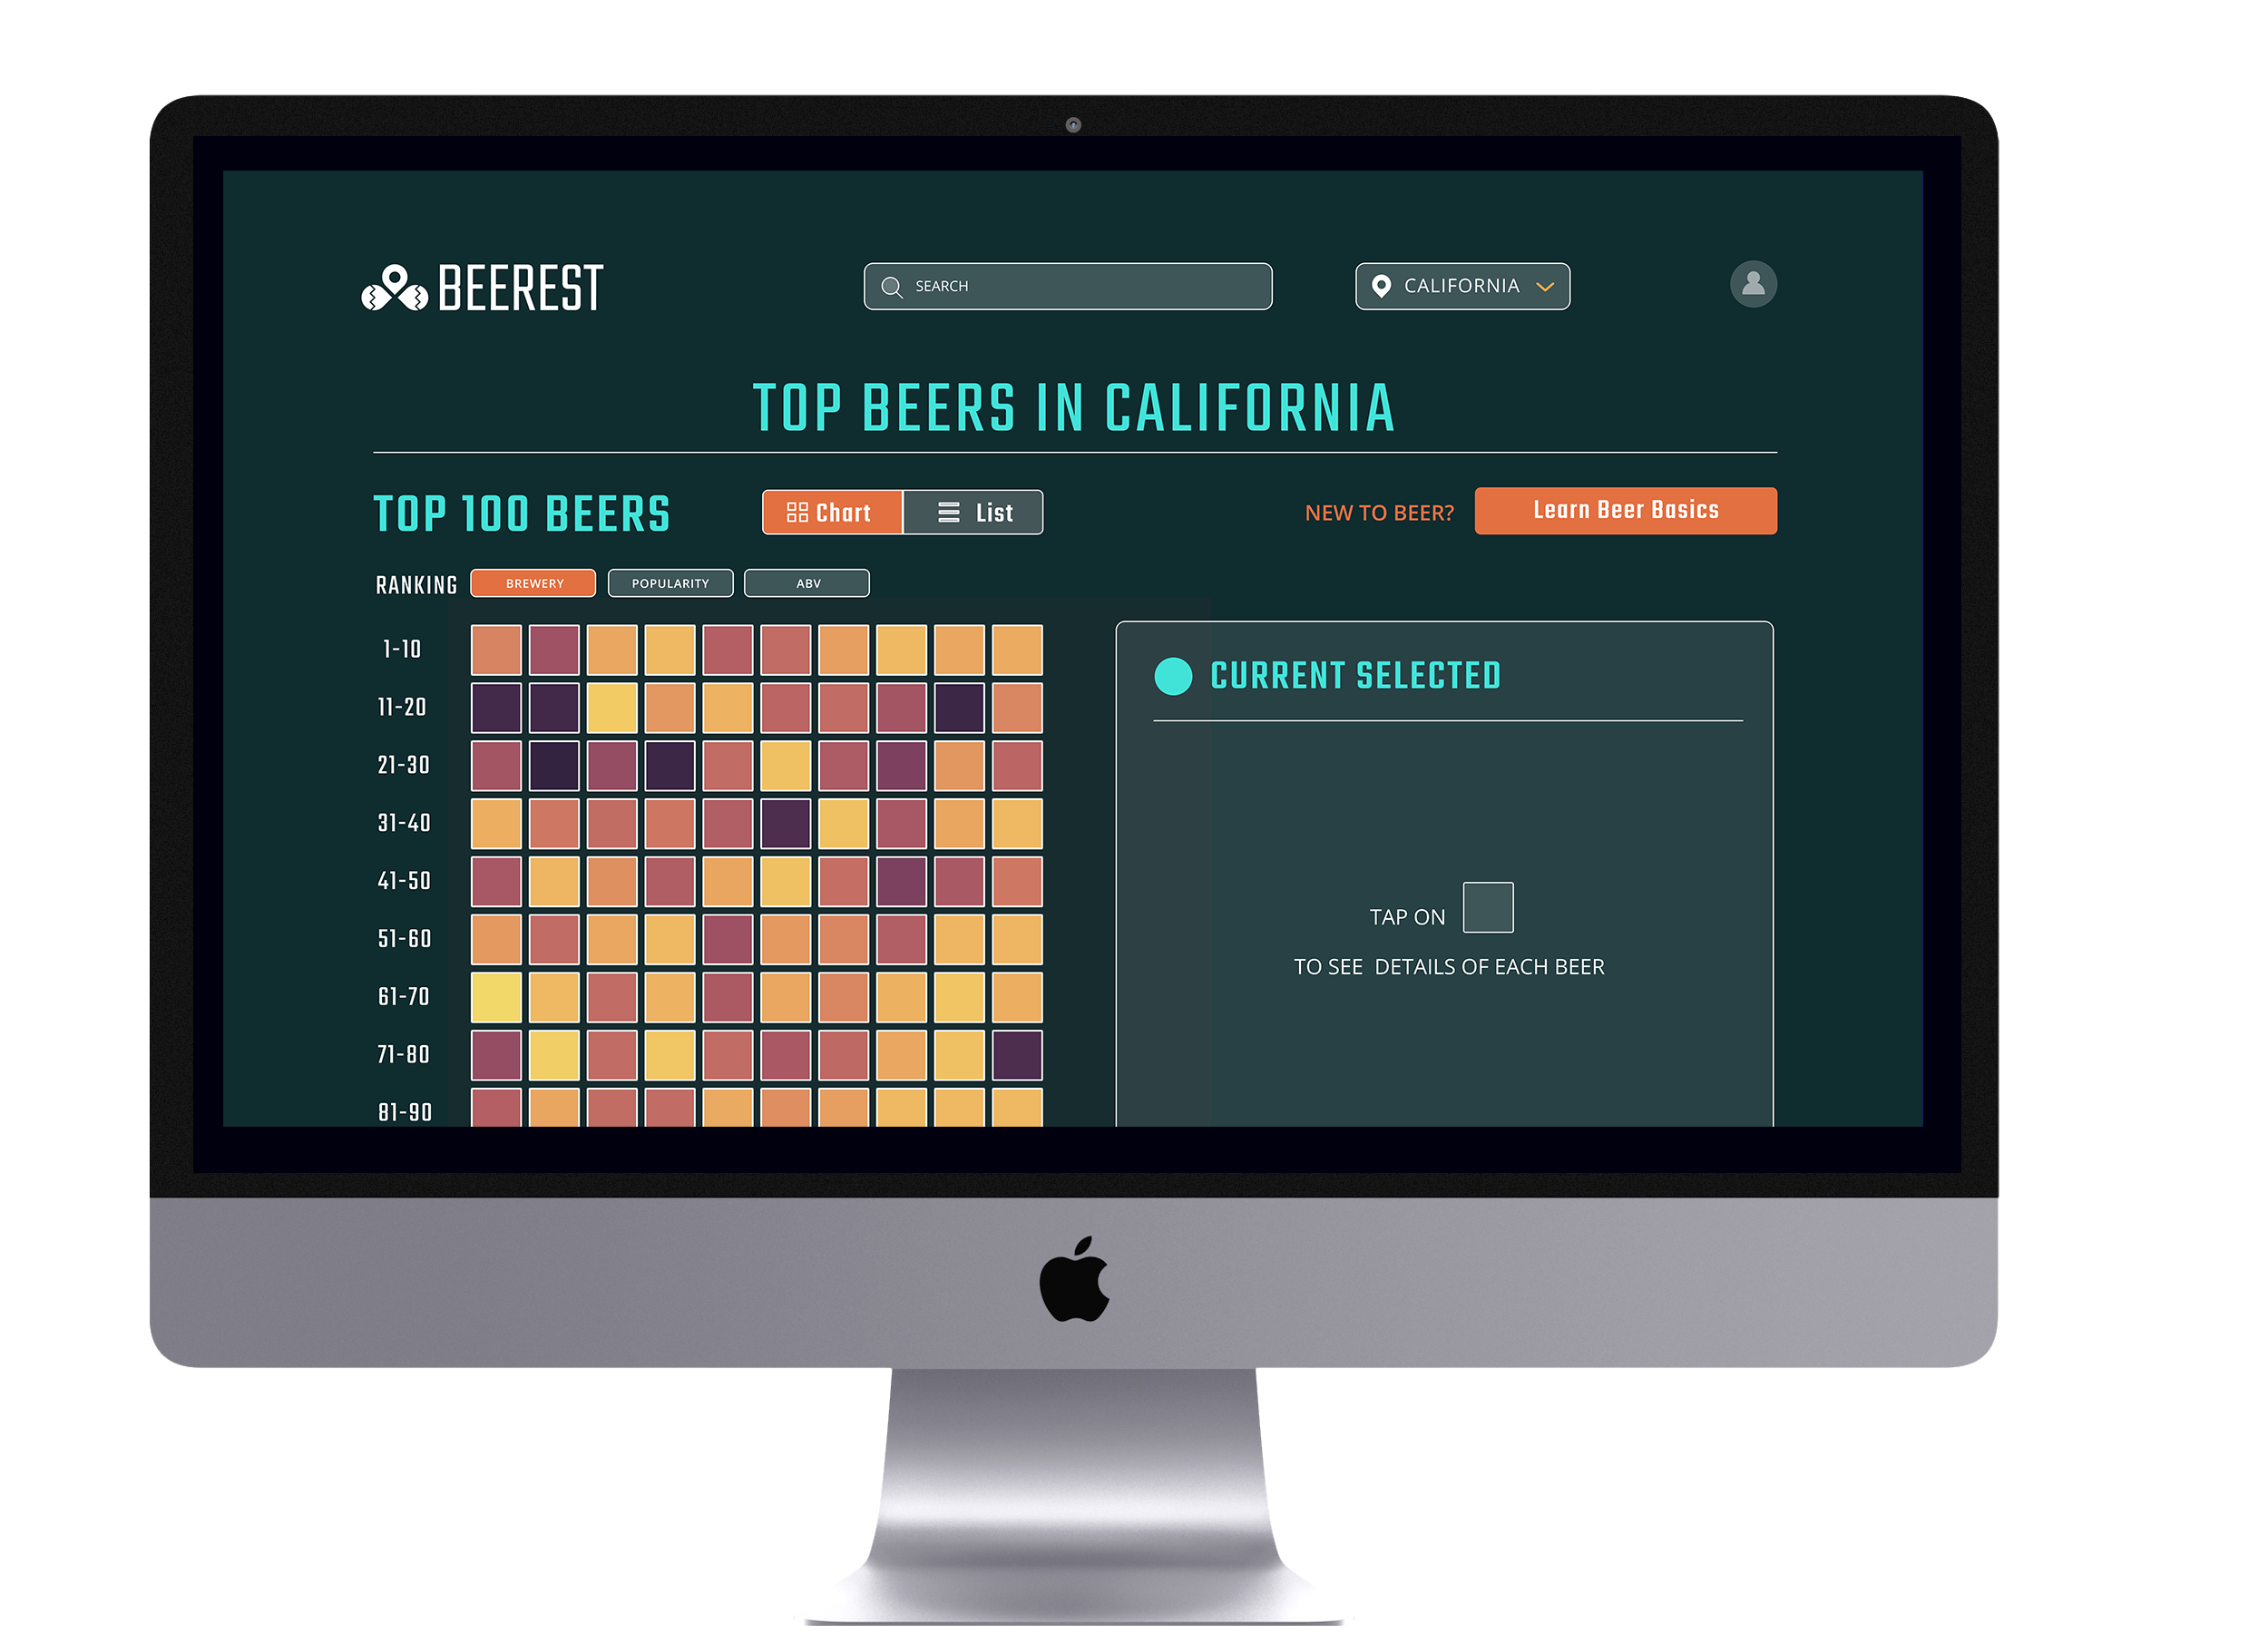 BEEREST
SEARCH
CALIFORNIA
TOP BEERS IN CALIFORNIA
TOP 100 BEERS
Chart
List
NEW TO BEER?
Learn Beer Basics
RANKING
BREWERY
POPULARITY
ABV
1-10
11-20
21-30
31-40
41-50
51-60
61-70
71-80
81-90
CURRENT SELECTED
TAP ON
TO SEE DETAILS OF EACH BEER